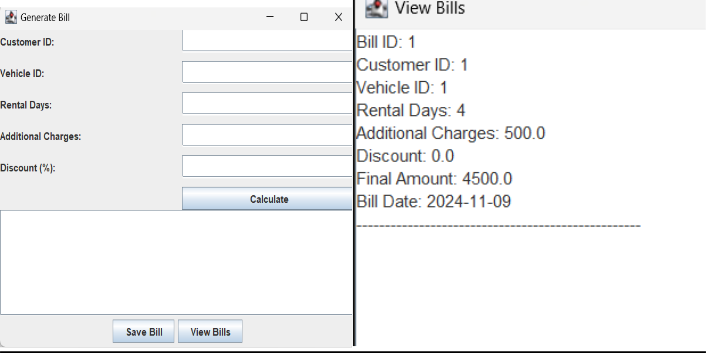 Generate Bill
Customer ID:
Vehicle ID:
Rental Days:
Additional Charges:
Discount (%):
Calculate
Save Bill
View Bills
View Bills
Bill ID: 1
Customer ID: 1
Vehicle ID: 1
Rental Days: 4
Additional Charges: 500.0
Discount: 0.0
Final Amount: 4500.0
Bill Date: 2024-11-09
--------------------------------------------------